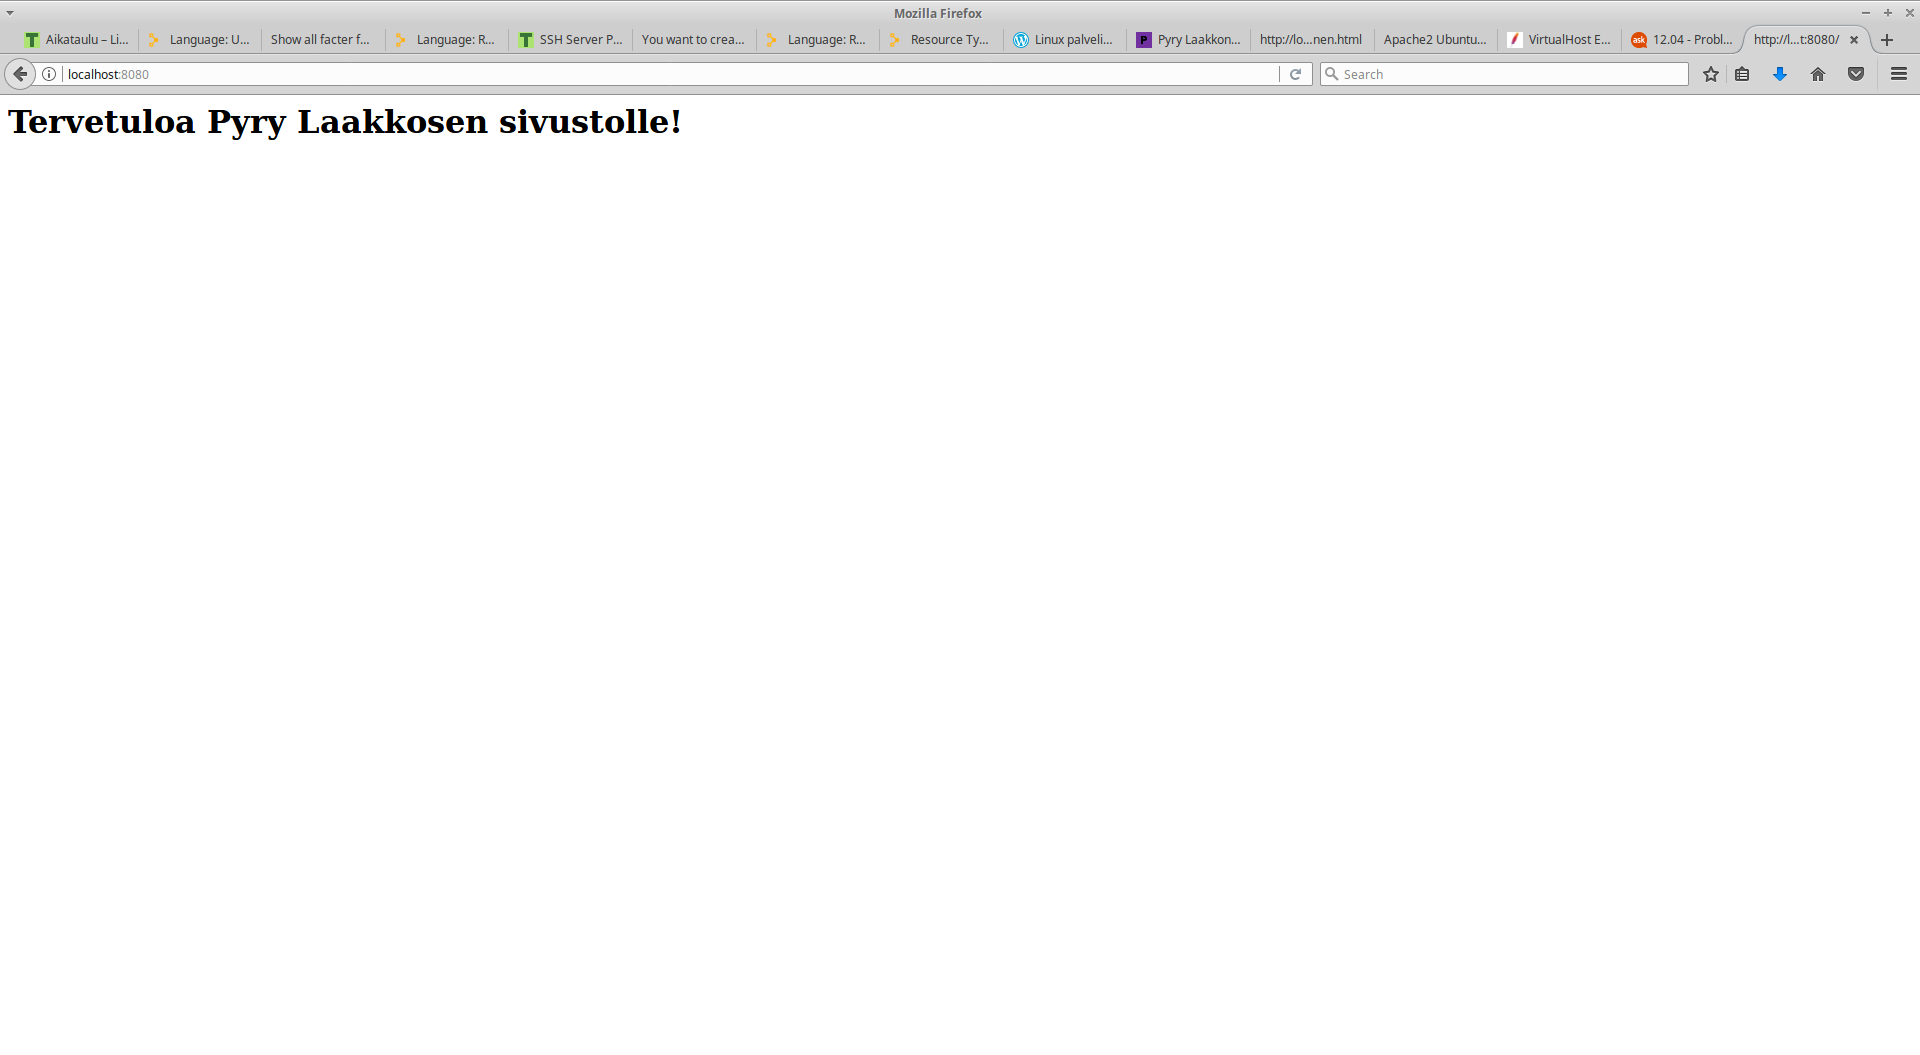 Mozilla Firefox
Aikataulu – Li...
Language: U...
Show all facter f...
Language: R...
SSH Server P...
You want to crea...
Language: R...
Resource Ty...
Linux palveli...
P
Pyry Laakkon...
http://lo...nen.html
Apache2 Ubuntu...
VirtualHost E...
ask
12.04 - Probl...
http://l...t:8080/
localhost:8080
Search
Tervetuloa Pyry Laakkosen sivustolle!